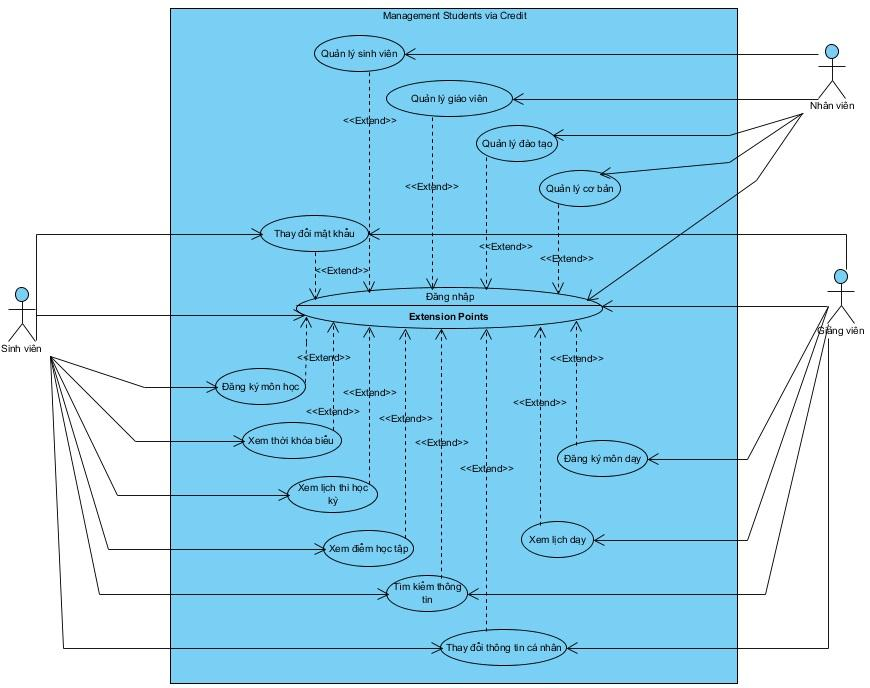 Management Students via Credit
Quản lý sinh viên
Nhân viên
Quản lý giáo viên
<<Extend>>
Quản lý đào tạo
<<Extend>>
Quản lý cơ bản
Thay đổi mật khẩu
<<Extend>>
<<Extend>>
<<Extend>>
Đăng nhập
Extension Points
Sinh viên
Giảng viên
<<Extend>>
<<Extend>>
Đăng ký môn học
<<Extend>>
<<Extend>>
<<Extend>>
<<Extend>>
Xem thời khóa biểu
<<Extend>>
Đăng ký môn dạy
<<Extend>>
Xem lịch thi học
kỳ
Xem điểm học tập
Xem lịch dạy
Tìm kiếm thông
tin
Thay đổi thông tin cá nhân